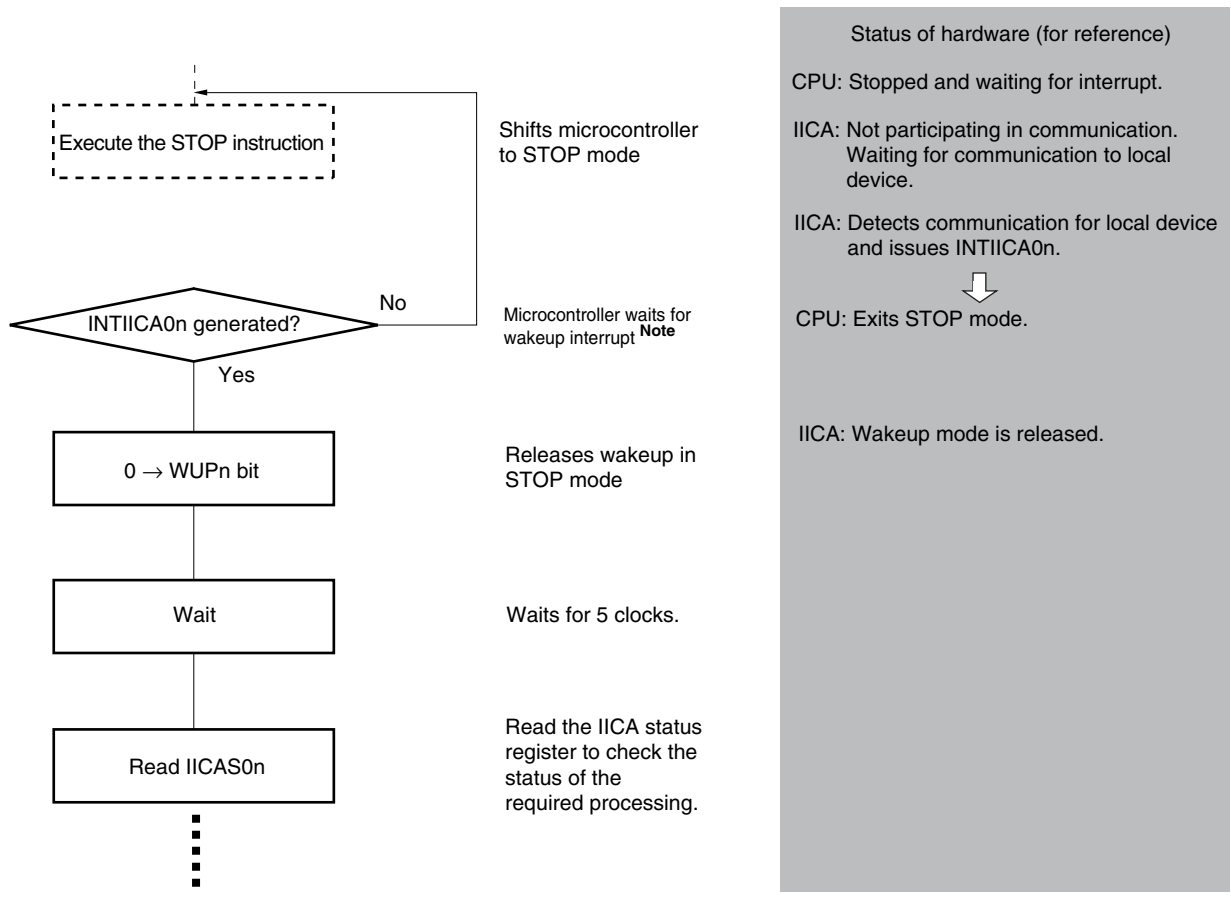 Execute the STOP instruction
Shifts microcontroller
to STOP mode
INTIICA0n generated?
No
Yes
Microcontroller waits for
wakeup interrupt Note
0 → WUPn bit
Releases wakeup in
STOP mode
Wait
Waits for 5 clocks.
Read IICAS0n
Read the IICA status
register to check the
status of the
required processing.
Status of hardware (for reference)
CPU: Stopped and waiting for interrupt.
IICA: Not participating in communication.
Waiting for communication to local
device.
IICA: Detects communication for local device
and issues INTIICA0n.
CPU: Exits STOP mode.
IICA: Wakeup mode is released.